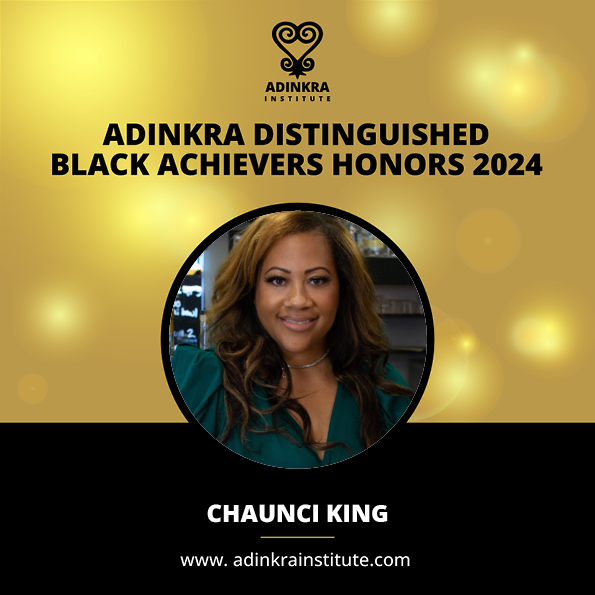 ADINKRA
INSTITUTE
ADINKRA DISTINGUISHED
BLACK ACHIEVERS HONORS 2024
CHAUNCI KING
www. adinkrainstitute.com